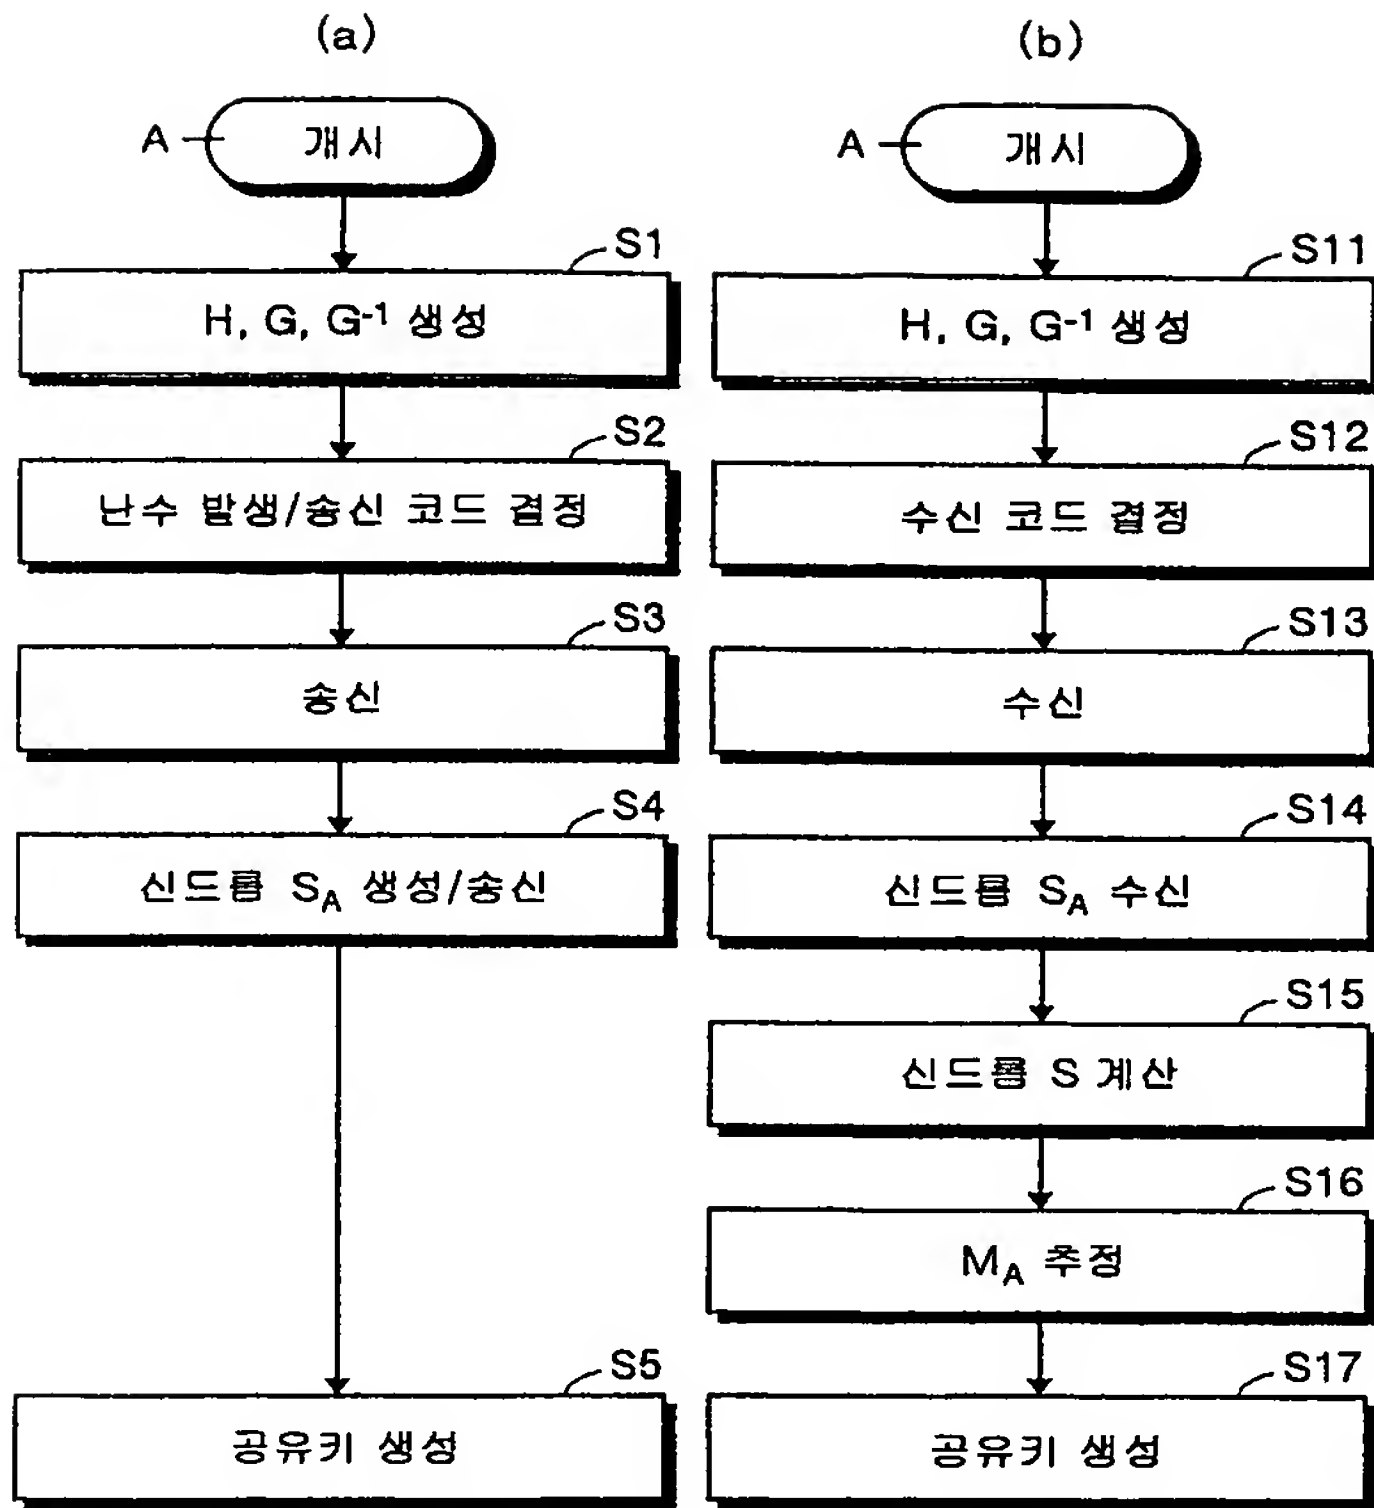 (a)
A
개시
S1
H, G, G⁻¹ 생성
S2
난수 발생/송신 코드 결정
S3
송신
S4
신드롬 S_A 생성/송신
S5
공유키 생성
(b)
A
개시
S11
H, G, G⁻¹ 생성
S12
수신 코드 결정
S13
수신
S14
신드롬 S_A 수신
S15
신드롬 S 계산
S16
M_A 추정
S17
공유키 생성